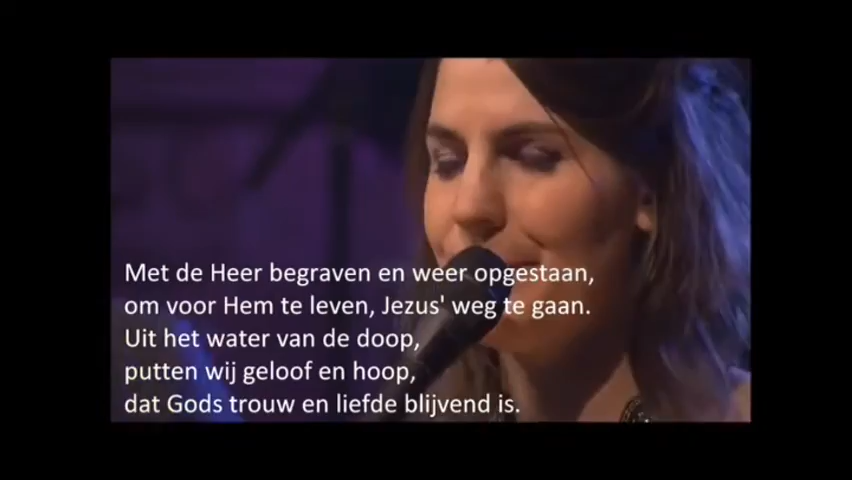 Met de Heer begraven en weer opgestaan,
om voor Hem te leven, Jezus' weg te gaan.
Uit het water van de doop,
putten wij geloof en hoop,
dat Gods trouw en liefde blijvend is.